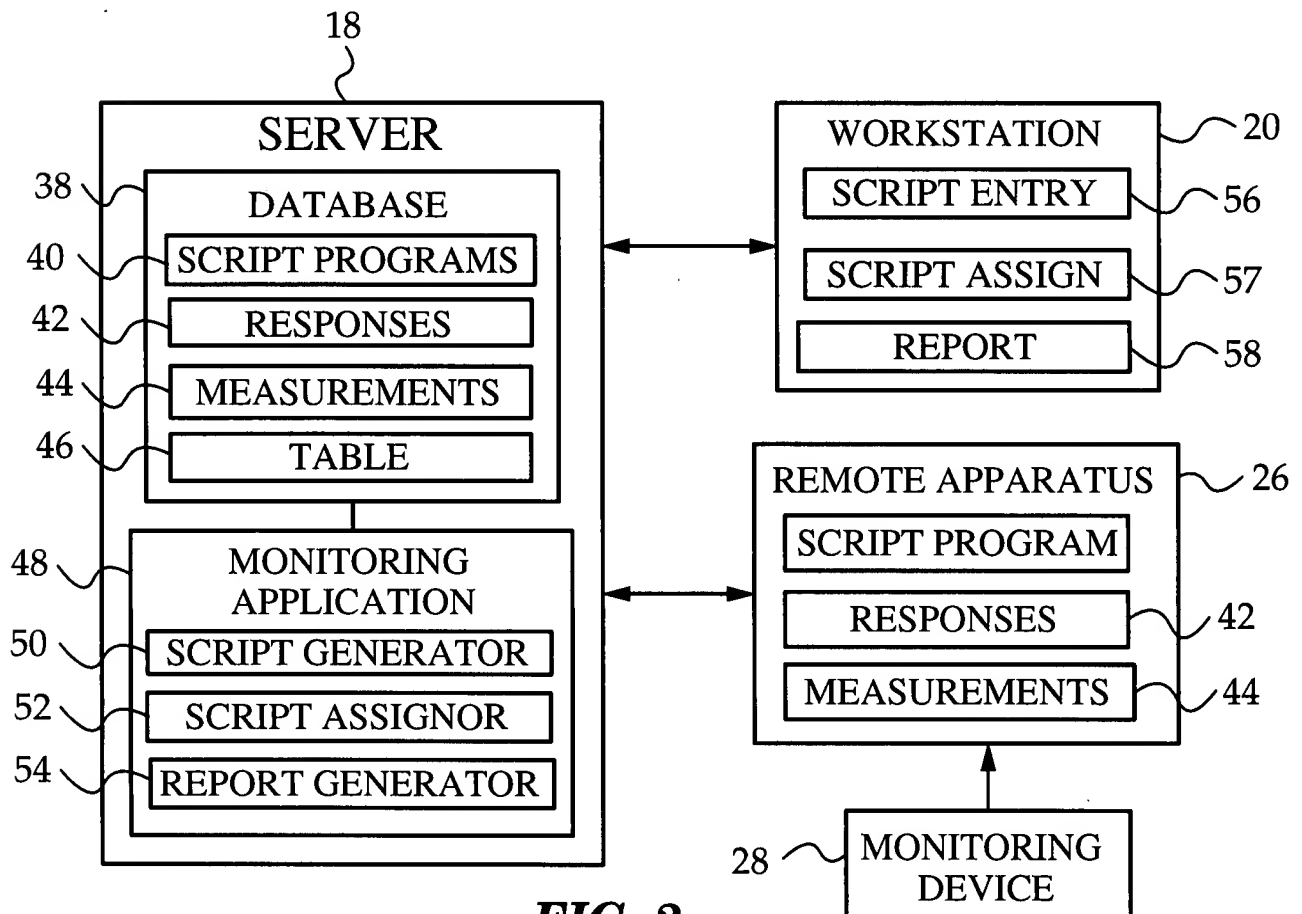 18
SERVER
38
DATABASE
40
SCRIPT PROGRAMS
42
RESPONSES
44
MEASUREMENTS
46
TABLE
48
MONITORING
APPLICATION
50
SCRIPT GENERATOR
52
SCRIPT ASSIGNOR
54
REPORT GENERATOR
WORKSTATION
20
SCRIPT ENTRY
56
SCRIPT ASSIGN
57
REPORT
58
REMOTE APPARATUS
26
SCRIPT PROGRAM
RESPONSES
42
MEASUREMENTS
44
28
MONITORING
DEVICE